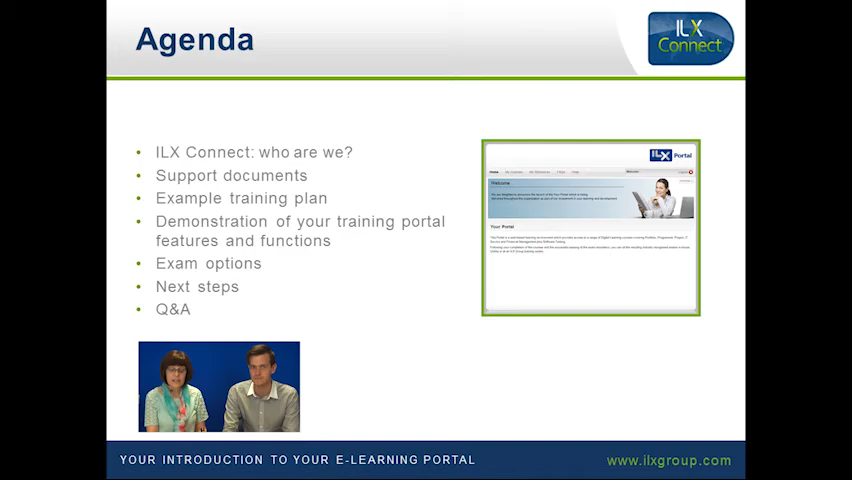 Agenda
ILX
Connect
• ILX Connect: who are we?
• Support documents
• Example training plan
• Demonstration of your training portal
features and functions
• Exam options
• Next steps
• Q&A
ILX Portal
Home
Welcome
Your Portal
YOUR INTRODUCTION TO YOUR E-LEARNING PORTAL
www.ilxgroup.com